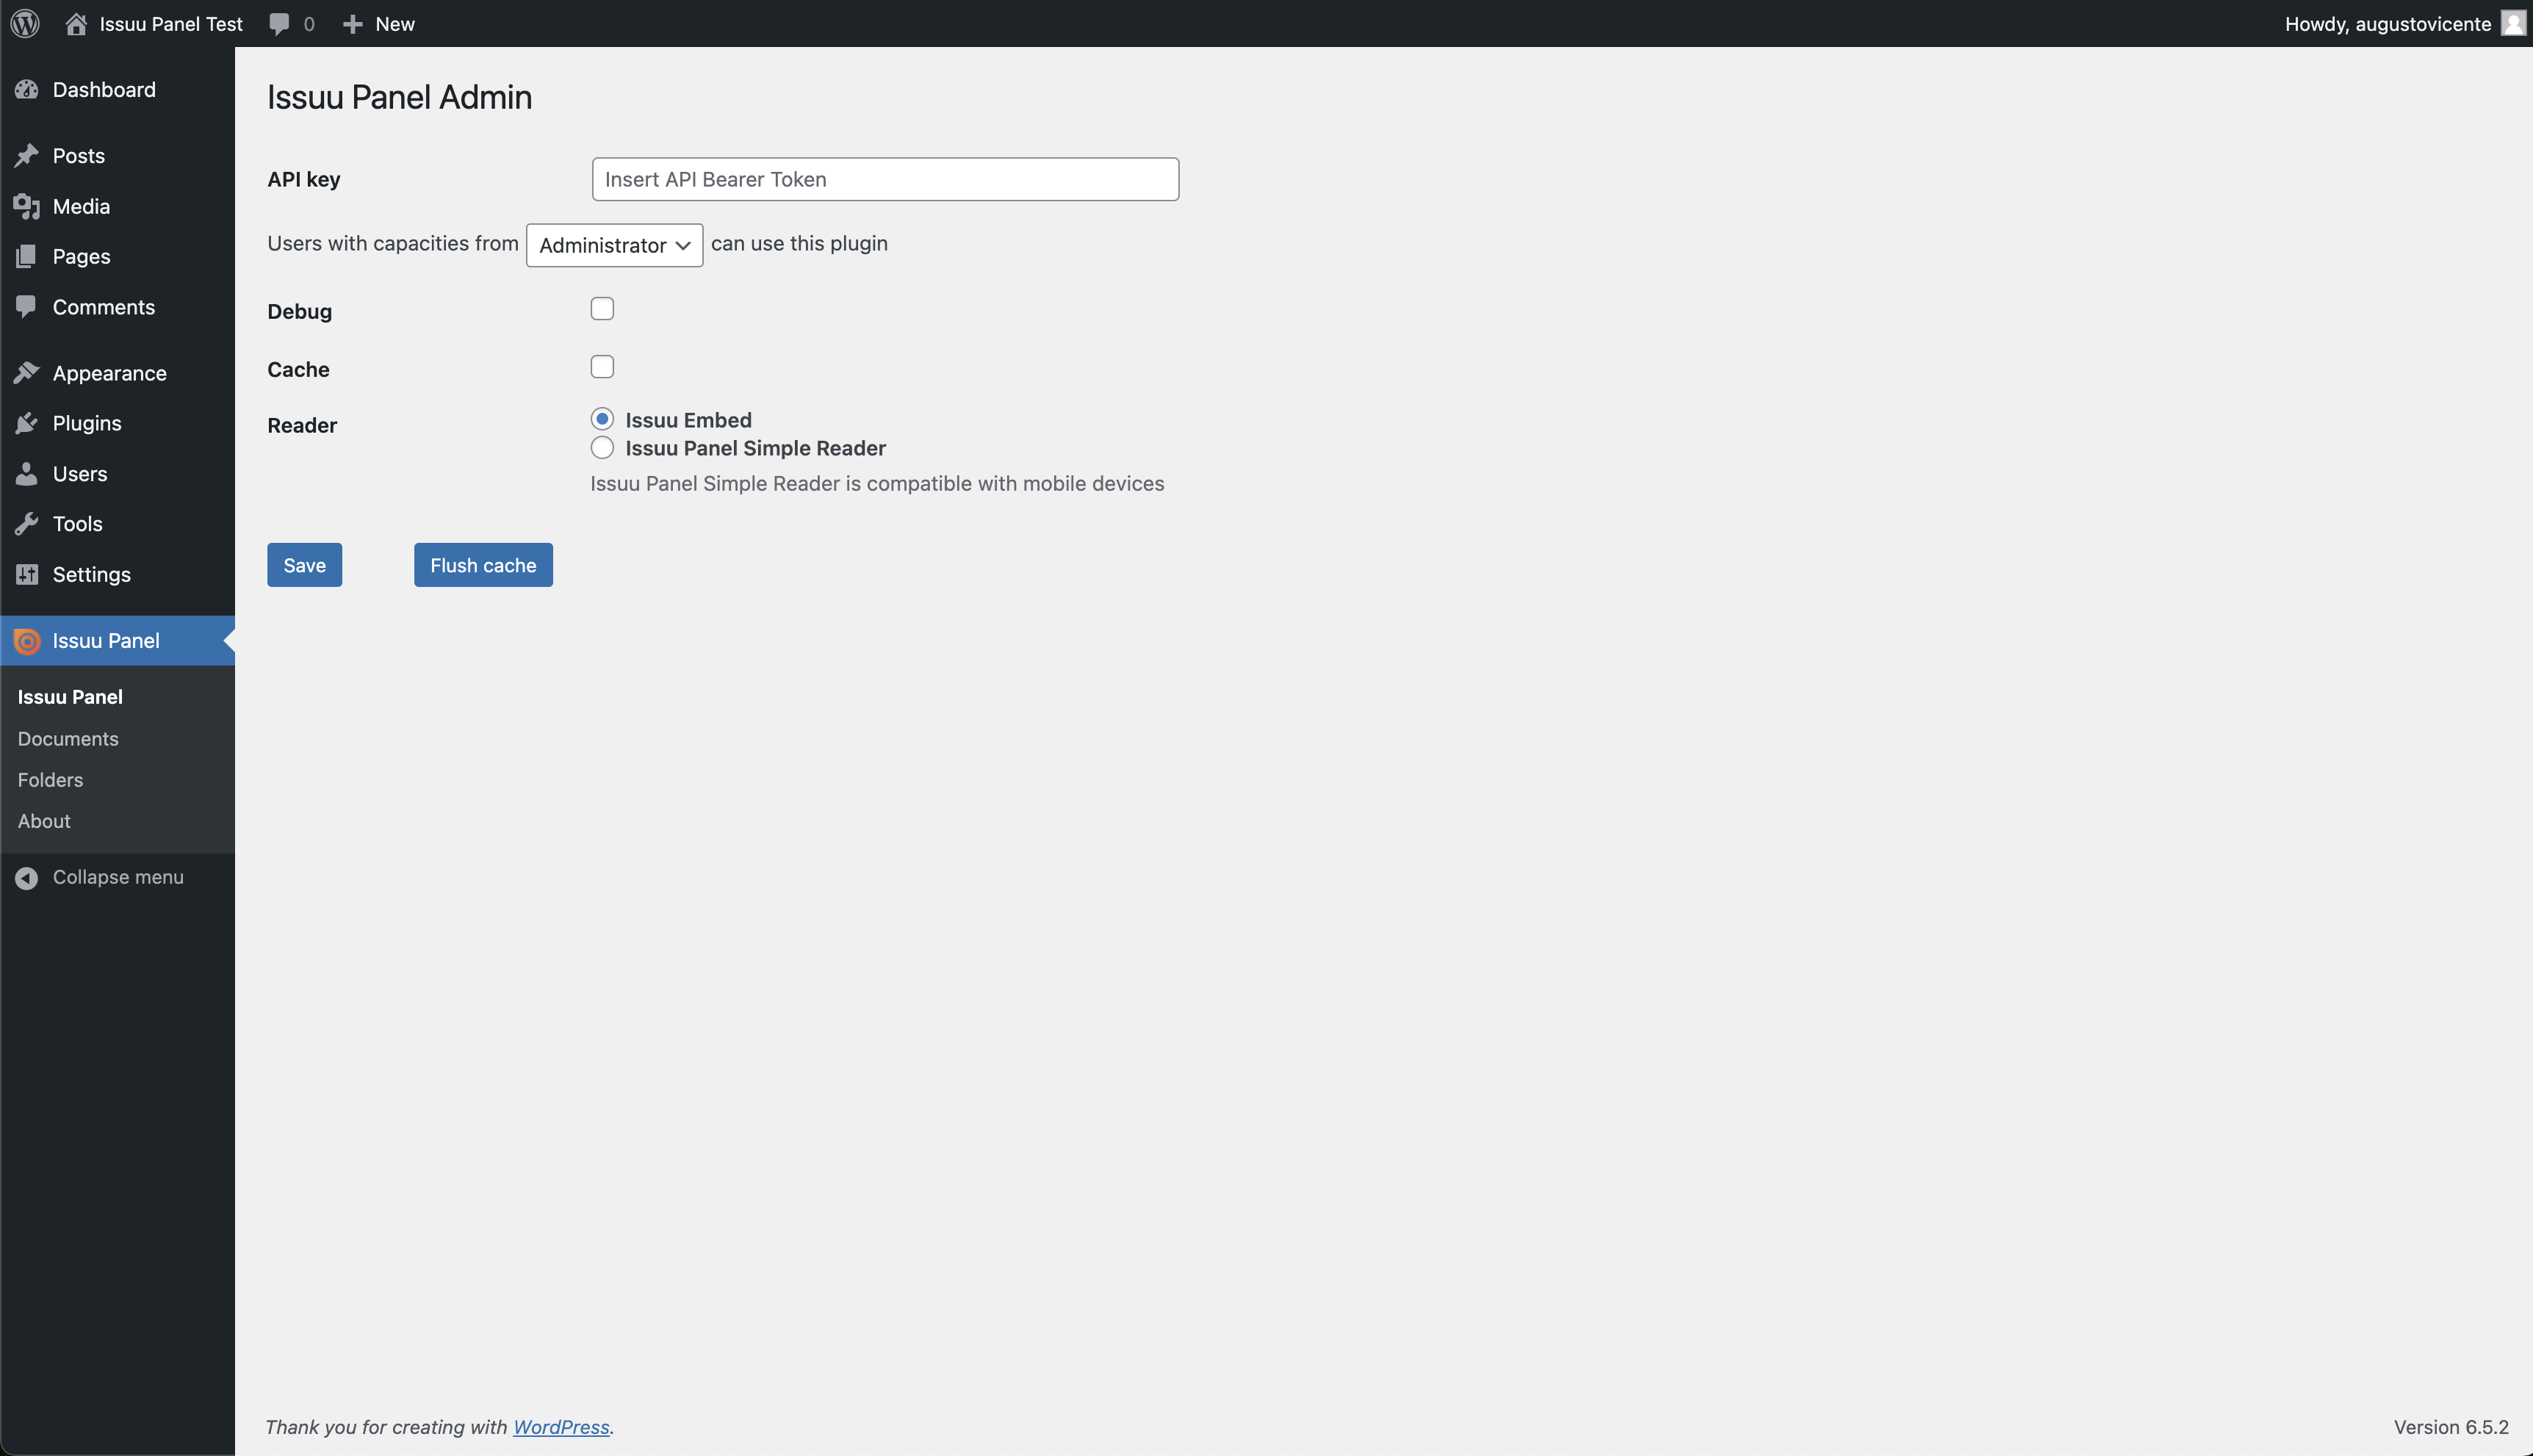 Issuu Panel Test 0 New Howdy, augustovicente
Dashboard
Posts
Media
Pages
Comments
Appearance
Plugins
Users
Tools
Settings
Issuu Panel
Issuu Panel
Documents
Folders
About
Collapse menu
Issuu Panel Admin
API key Insert API Bearer Token
Users with capacities from Administrator can use this plugin
Debug
Cache
Reader Issuu Embed
Issuu Panel Simple Reader
Issuu Panel Simple Reader is compatible with mobile devices
Save Flush cache
Thank you for creating with WordPress. Version 6.5.2